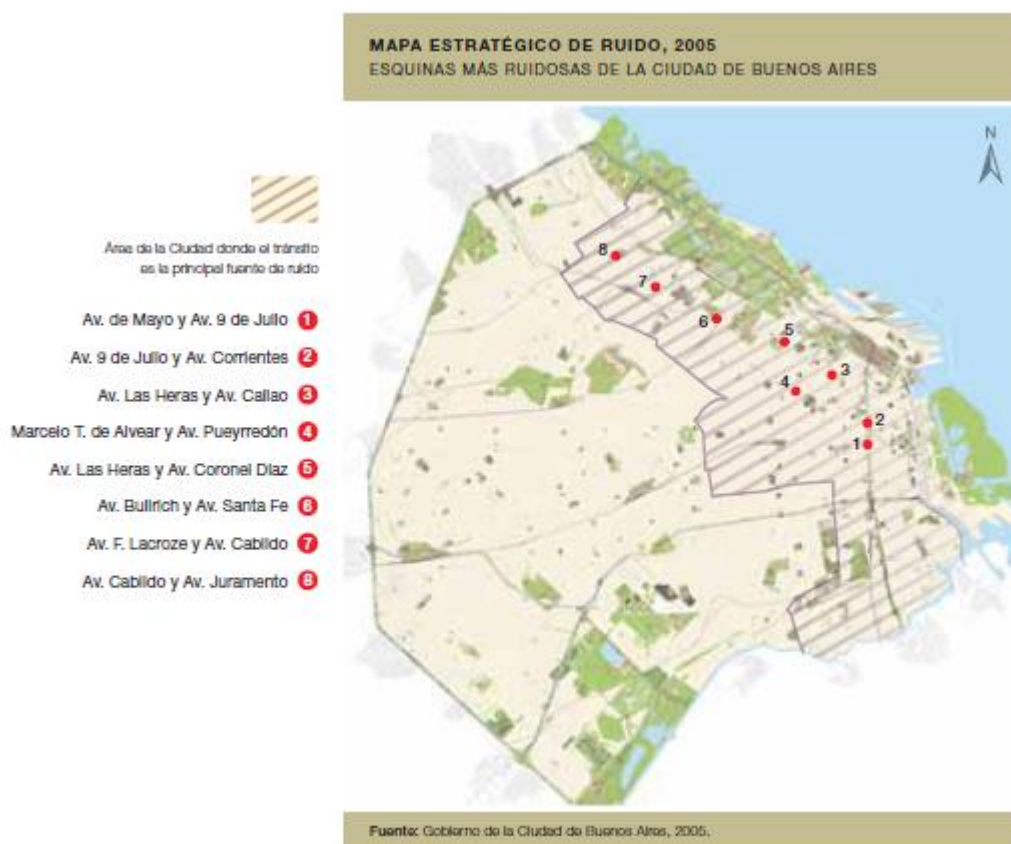 MAPA ESTRATÉGICO DE RUIDO, 2005
ESQUINAS MÁS RUIDOSAS DE LA CIUDAD DE BUENOS AIRES
N
Área de la Ciudad donde el tránsito
es la principal fuente de ruido
Av. de Mayo y Av. 9 de Julio 1
Av. 9 de Julio y Av. Corrientes 2
Av. Las Heras y Av. Callao 3
Marcelo T. de Alvear y Av. Pueyrredón 4
Av. Las Heras y Av. Coronel Díaz 5
Av. Bullrich y Av. Santa Fe 6
Av. F. Lacroze y Av. Cabildo 7
Av. Cabildo y Av. Juramento 8
8
7
6
5
4
3
2
1
Fuente: Gobierno de la Ciudad de Buenos Aires, 2005.